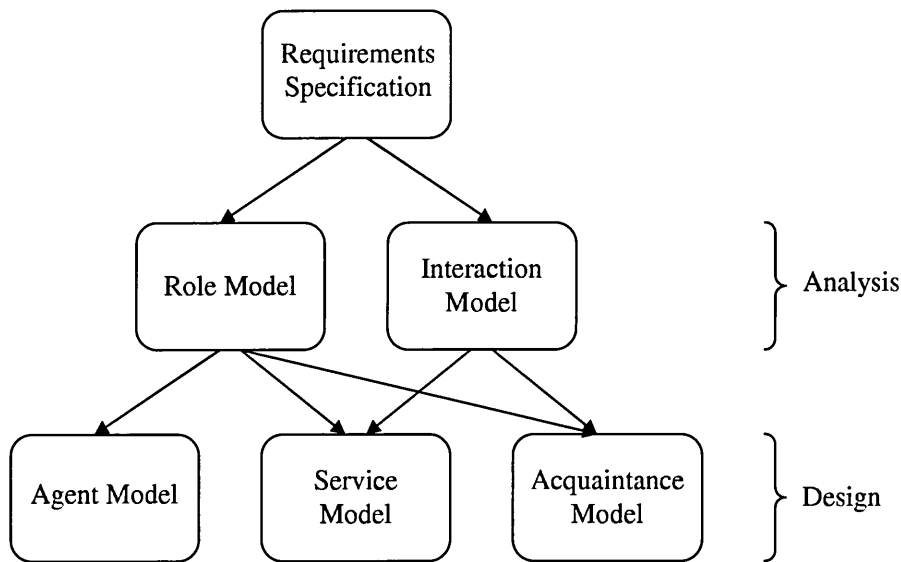 Requirements
Specification
Role Model
Interaction
Model
Analysis
Agent Model
Service
Model
Acquaintance
Model
Design